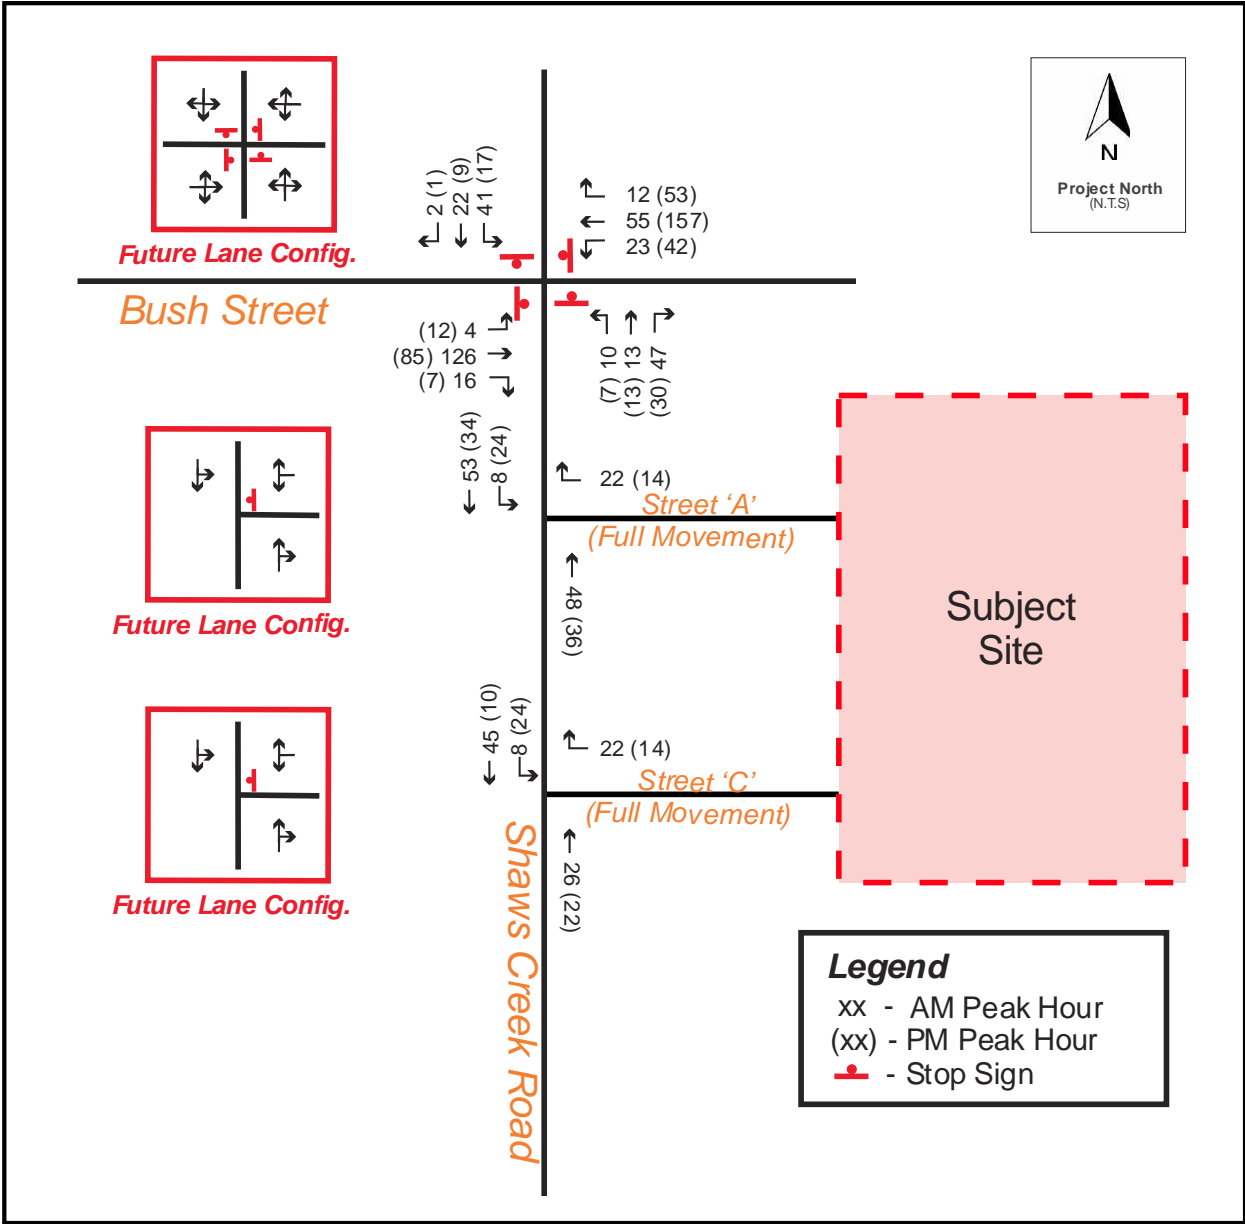 Future Lane Config.
N
Project North
(N.T.S)
2 (1)
22 (9)
41 (17)
12 (53)
55 (157)
23 (42)
Bush Street
(12) 4
(85) 126
(7) 16
(7) 10
(13) 13
(30) 47
53 (34)
8 (24)
22 (14)
Street ‘A’
(Full Movement)
48 (36)
Future Lane Config.
Subject
Site
45 (10)
8 (24)
22 (14)
Street ‘C’
(Full Movement)
26 (22)
Shaws Creek Road
Future Lane Config.
Legend
xx - AM Peak Hour
(xx) - PM Peak Hour
- Stop Sign